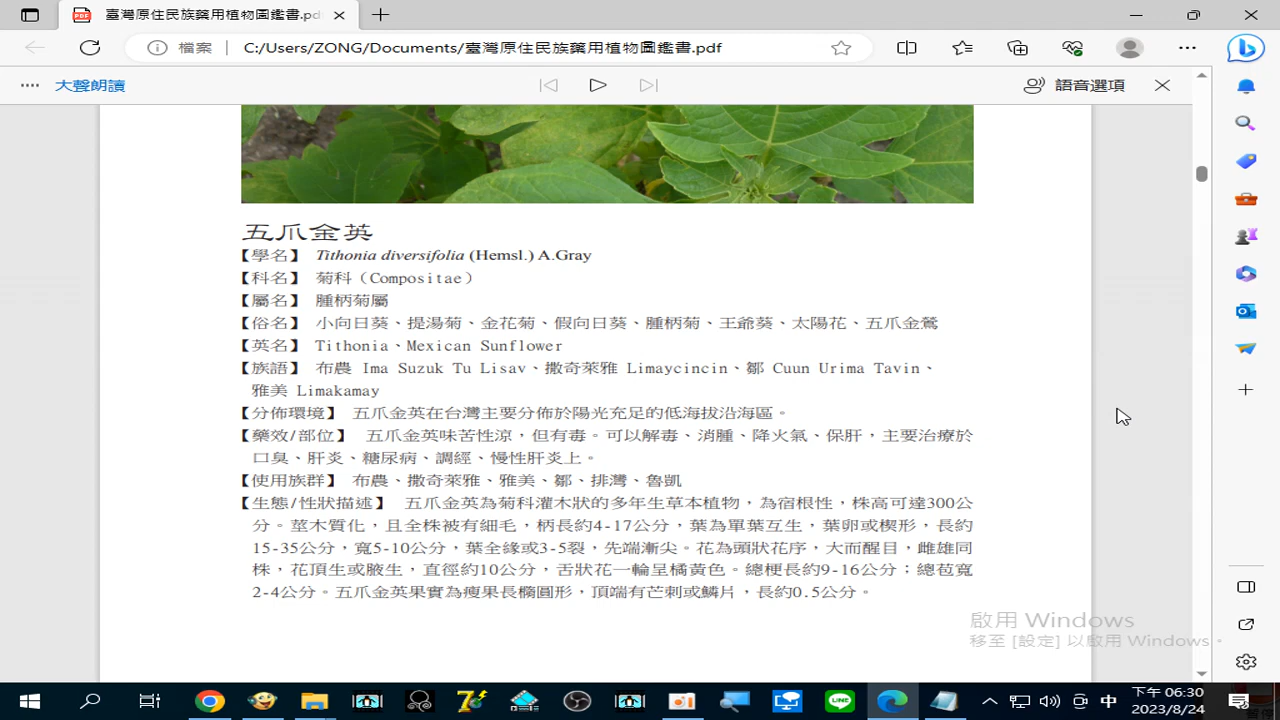 臺灣原住民族藥用植物圖鑑書.pd
檔案 C:/Users/ZONG/Documents/臺灣原住民族藥用植物圖鑑書.pdf
大聲朗讀 語音選項
五爪金英
【學名】 Tithonia diversifolia (Hemsl.) A.Gray
【科名】 菊科（Compositae）
【屬名】 腫柄菊屬
【俗名】 小向日葵、提湯菊、金花菊、假向日葵、腫柄菊、王爺葵、太陽花、五爪金鶯
【英名】 Tithonia、Mexican Sunflower
【族語】 布農 Ima Suzuk Tu Lisav、撒奇萊雅 Limaycincin、鄒 Cuun Urima Tavin、
雅美 Limakamay
【分佈環境】 五爪金英在台灣主要分佈於陽光充足的低海拔沿海區。
【藥效/部位】 五爪金英味苦性涼，但有毒。可以解毒、消腫、降火氣、保肝，主要治療於
口臭、肝炎、糖尿病、調經、慢性肝炎上。
【使用族群】 布農、撒奇萊雅、雅美、鄒、排灣、魯凱
【生態/性狀描述】 五爪金英為菊科灌木狀的多年生草本植物，為宿根性，株高可達300公
分。莖木質化，且全株被有細毛，柄長約4-17公分，葉為單葉互生，葉卵或楔形，長約
15-35公分，寬5-10公分，葉全緣或3-5裂，先端漸尖。花為頭狀花序，大而醒目，雌雄同
株，花頂生或腋生，直徑約10公分，舌狀花一輪呈橘黃色。總梗長約9-16公分；總苞寬
2-4公分。五爪金英果實為瘦果長橢圓形，頂端有芒刺或鱗片，長約0.5公分。
啟用 Windows
移至 [設定] 以啟用 Windows。
中
下午 06:30
2023/8/24